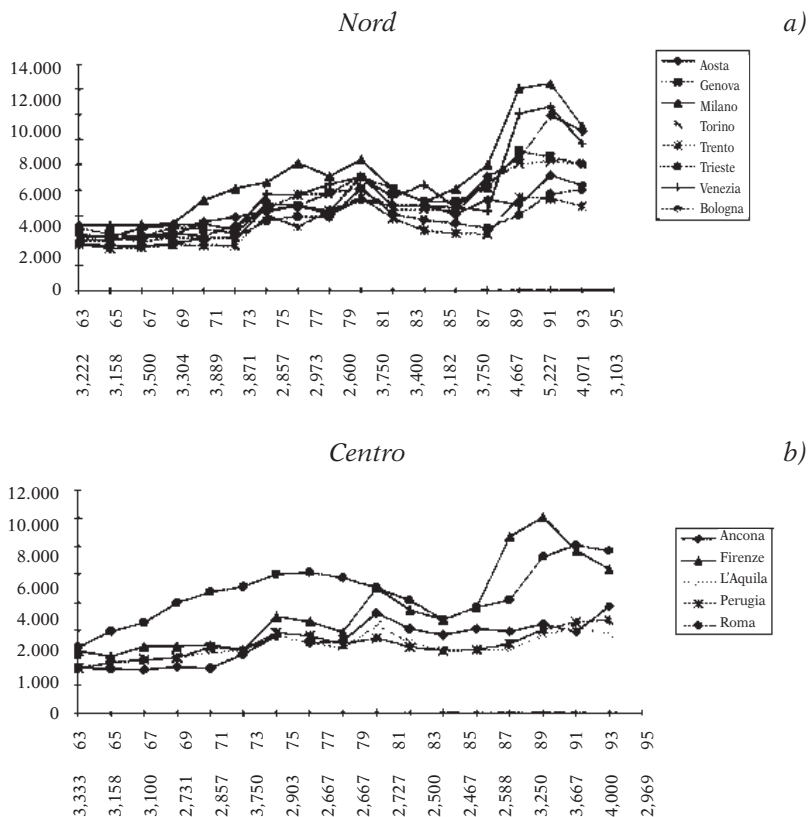 Nord
a)
14.000
12.000
10.000
8.000
6.000
4.000
2.000
0
Aosta
Genova
Milano
Torino
Trento
Trieste
Venezia
Bologna
63 65 67 69 71 73 75 77 79 81 83 85 87 89 91 93 95
3,222 3,158 3,500 3,304 3,889 3,871 2,857 2,973 2,600 3,750 3,400 3,182 3,750 4,667 5,227 4,071 3,103
Centro
b)
12.000
10.000
8.000
6.000
4.000
2.000
1.000
0
Ancona
Firenze
L'Aquila
Perugia
Roma
63 65 67 69 71 73 75 77 79 81 83 85 87 89 91 93 95
3,333 3,158 3,100 2,731 2,857 3,750 2,903 2,667 2,667 2,727 2,500 2,467 2,588 3,250 3,667 4,000 2,969